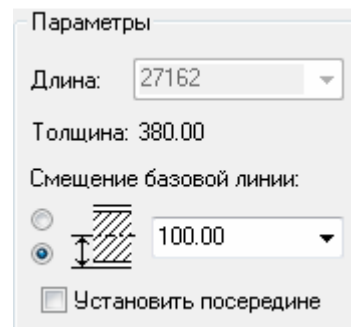 Параметры
Длина: 27162
Толщина: 380.00
Смещение базовой линии:
100.00
Установить посередине